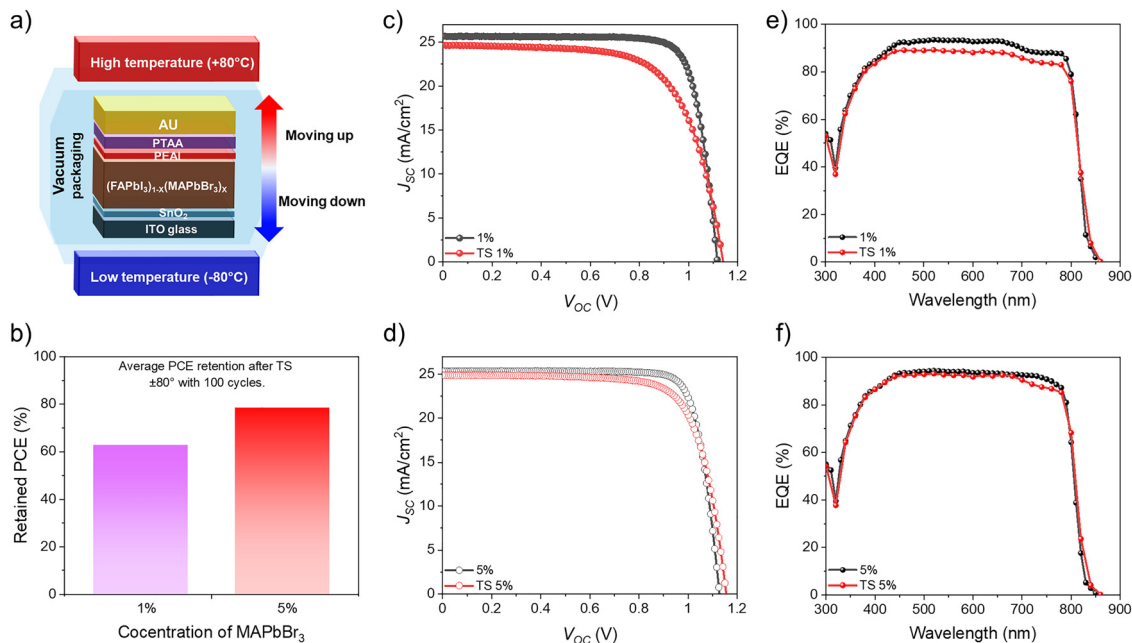 a)
High temperature (+80°C)
Vacuum
packaging
AU
PTAA
PEAI
(FAPbI3)1-X(MAPbBr3)X
SnO2
ITO glass
Moving up
Moving down
Low temperature (-80°C)
b)
Average PCE retention after TS
±80° with 100 cycles.
Retained PCE (%)
100
80
60
40
20
0
1%
5%
Cocentration of MAPbBr3
c)
JSC (mA/cm2)
25
20
15
10
5
0
1%
TS 1%
0
0.2
0.4
0.6
0.8
1
1.2
VOC (V)
d)
JSC (mA/cm2)
25
20
15
10
5
0
5%
TS 5%
0
0.2
0.4
0.6
0.8
1
1.2
VOC (V)
e)
EQE (%)
100
80
60
40
20
0
1%
TS 1%
300
400
500
600
700
800
900
Wavelength (nm)
f)
EQE (%)
100
80
60
40
20
0
5%
TS 5%
300
400
500
600
700
800
900
Wavelength (nm)